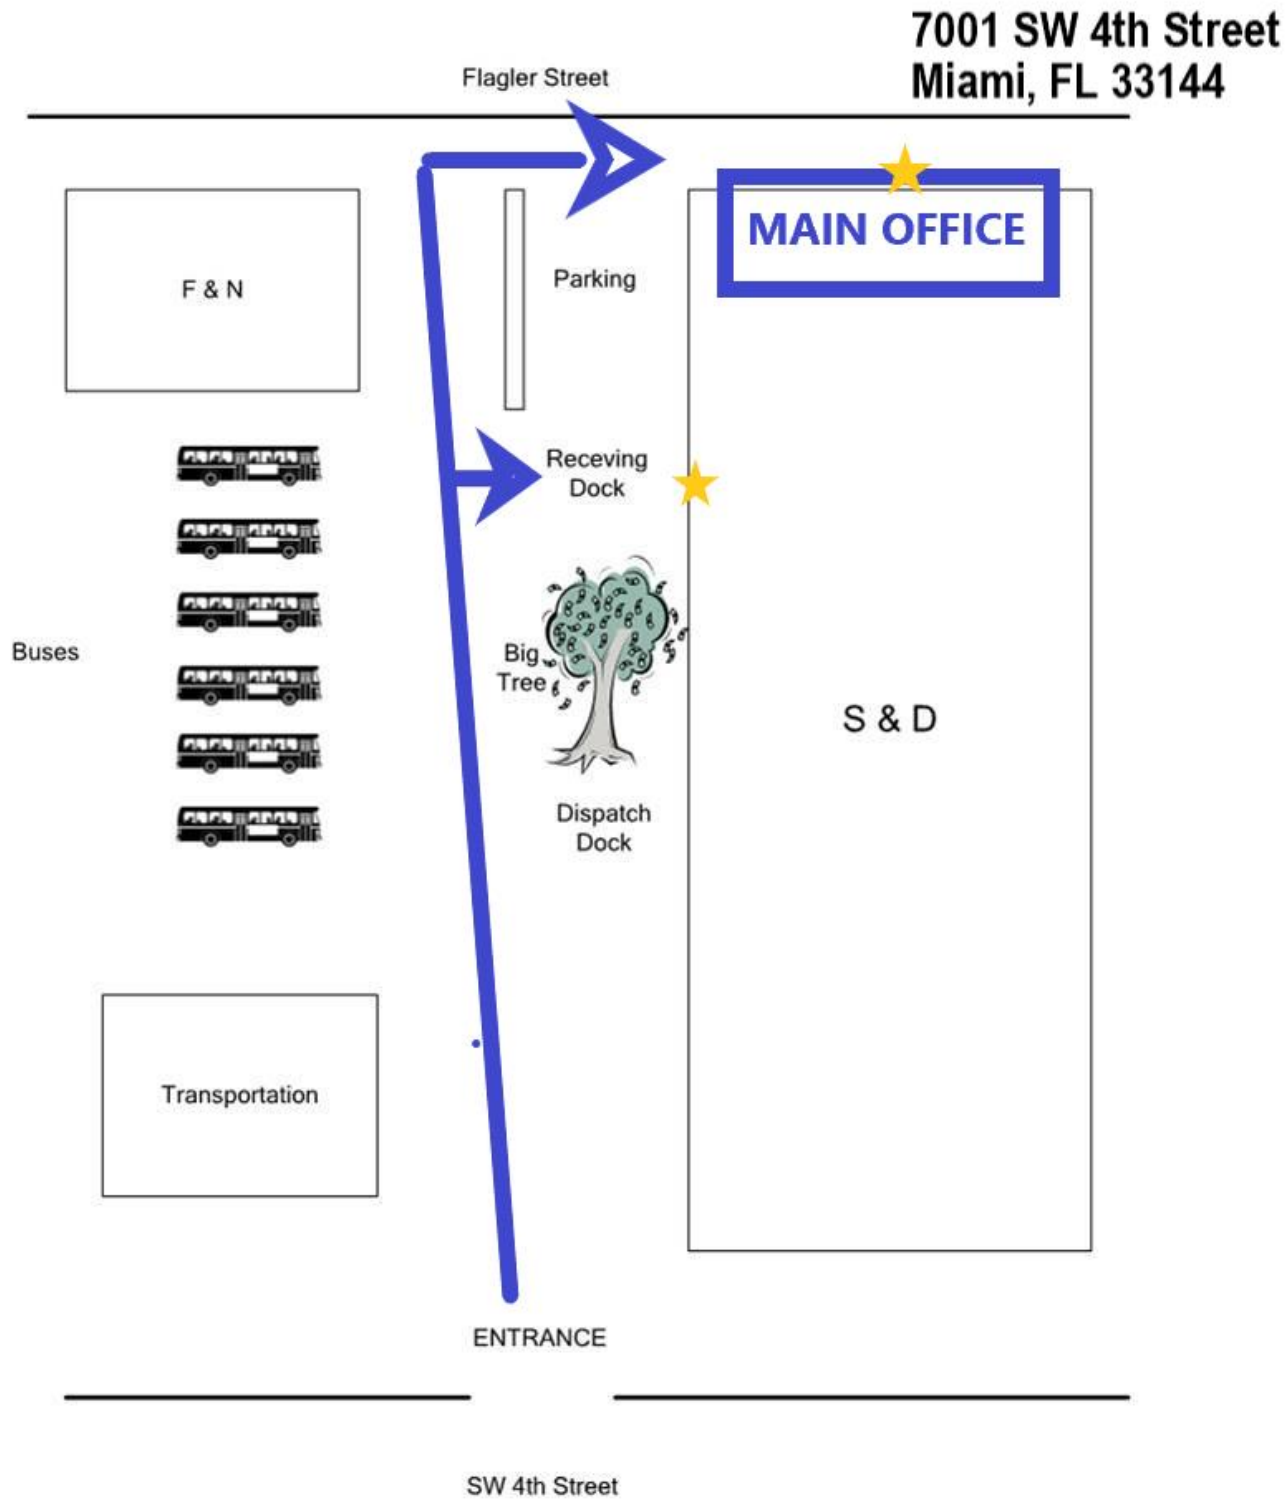 7001 SW 4th Street
Miami, FL 33144
Flagler Street
MAIN OFFICE
F & N
Parking
Receving
Dock
Buses
Big
Tree
S & D
Dispatch
Dock
Transportation
ENTRANCE
SW 4th Street